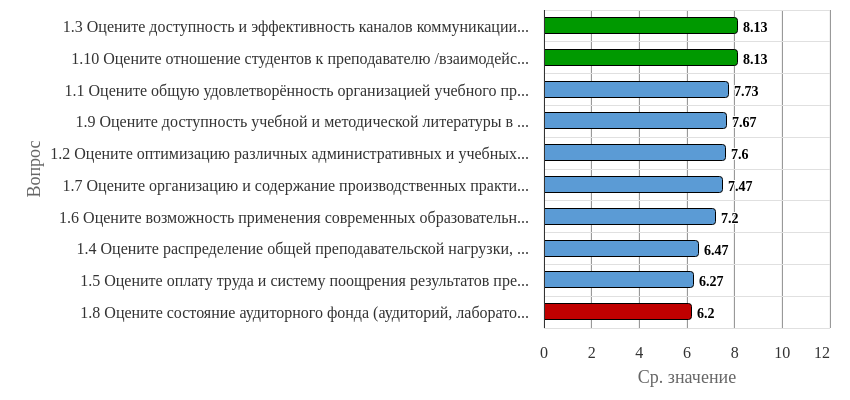 1.3 Оцените доступность и эффективность каналов коммуникации... 8.13
1.10 Оцените отношение студентов к преподавателю /взаимодейс... 8.13
1.1 Оцените общую удовлетворённость организацией учебного пр... 7.73
1.9 Оцените доступность учебной и методической литературы в ... 7.67
1.2 Оцените оптимизацию различных административных и учебных... 7.6
1.7 Оцените организацию и содержание производственных практи... 7.47
1.6 Оцените возможность применения современных образовательн... 7.2
1.4 Оцените распределение общей преподавательской нагрузки, ... 6.47
1.5 Оцените оплату труда и систему поощрения результатов пре... 6.27
1.8 Оцените состояние аудиторного фонда (аудиторий, лаборато... 6.2
Вопрос
0 2 4 6 8 10 12
Ср. значение